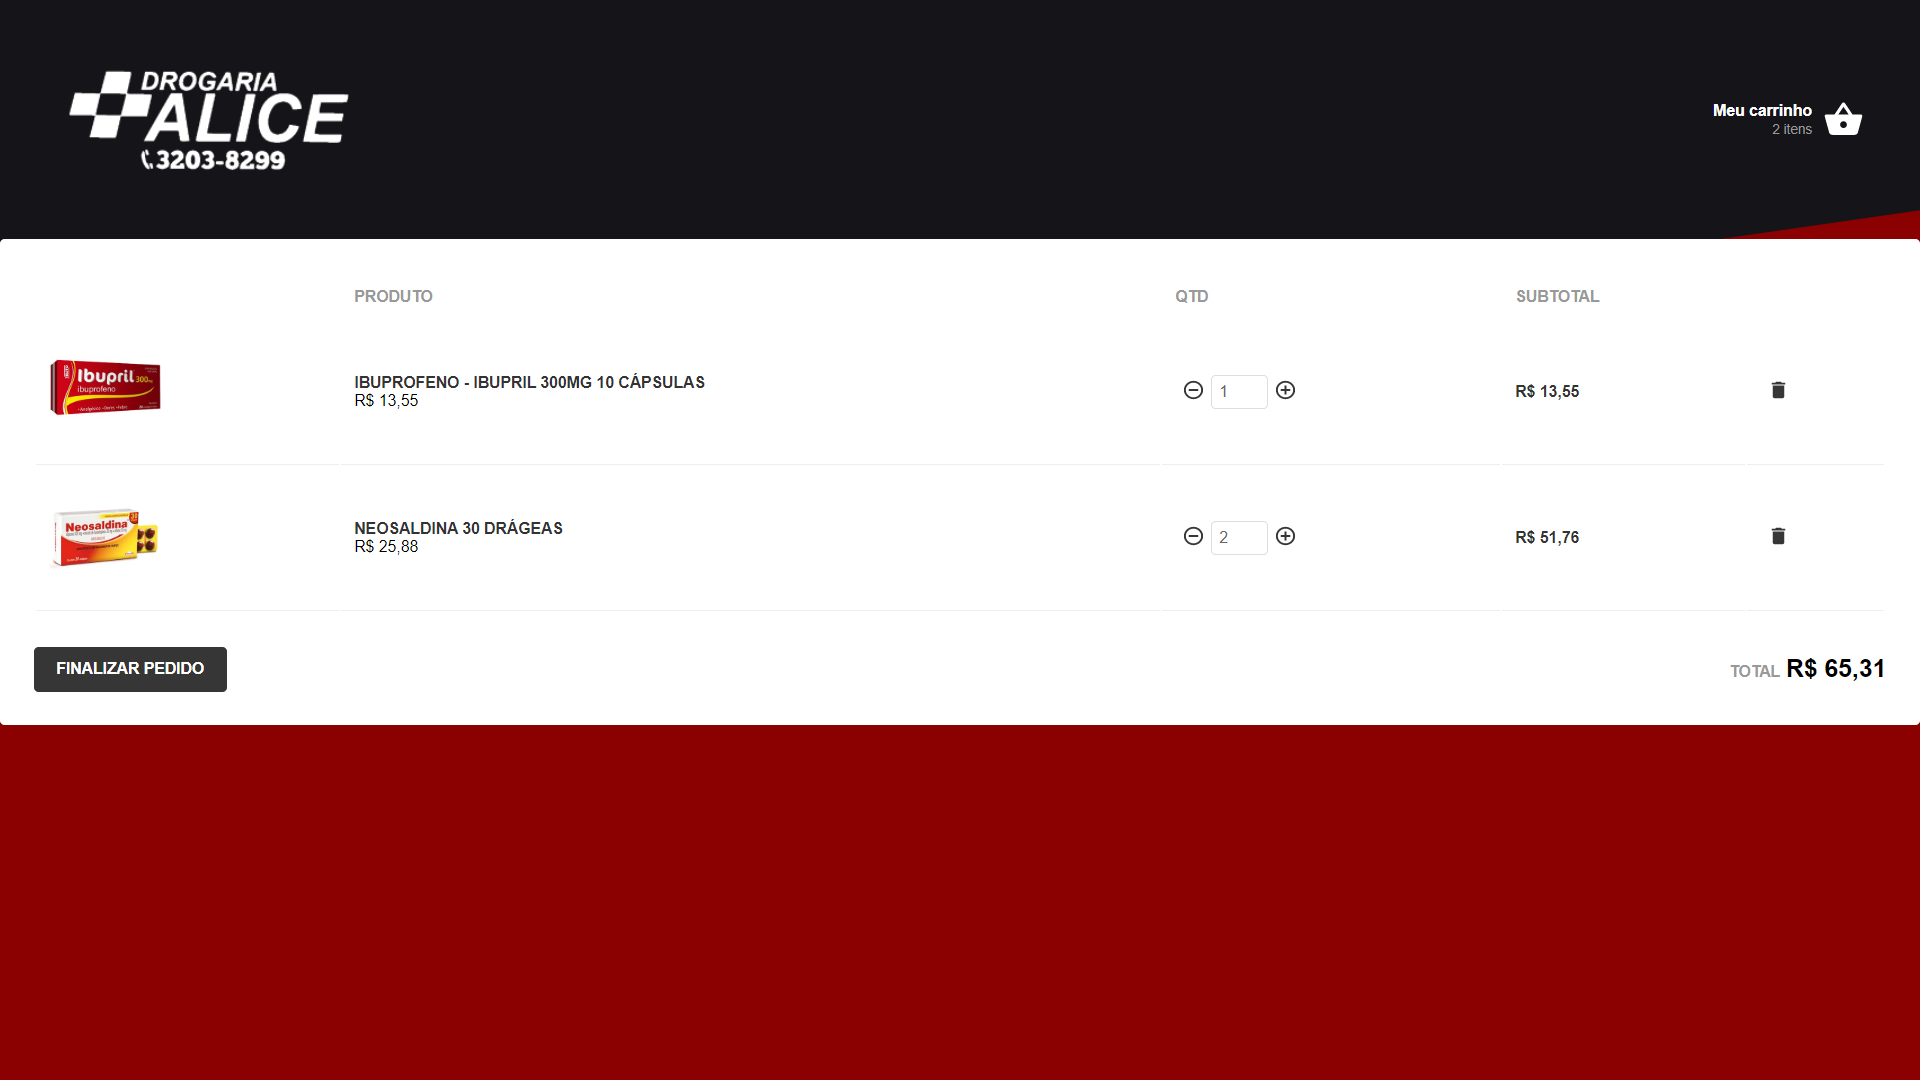 DROGARIA
ALICE
3203-8299
Meu carrinho
2 itens
PRODUTO QTD SUBTOTAL
Ibupril 300mg
ibuprofeno
IBUPROFENO - IBUPRIL 300MG 10 CÁPSULAS
R$ 13,55
1
R$ 13,55
Neosaldina
NEOSALDINA 30 DRÁGEAS
R$ 25,88
2
R$ 51,76
FINALIZAR PEDIDO
TOTAL R$ 65,31